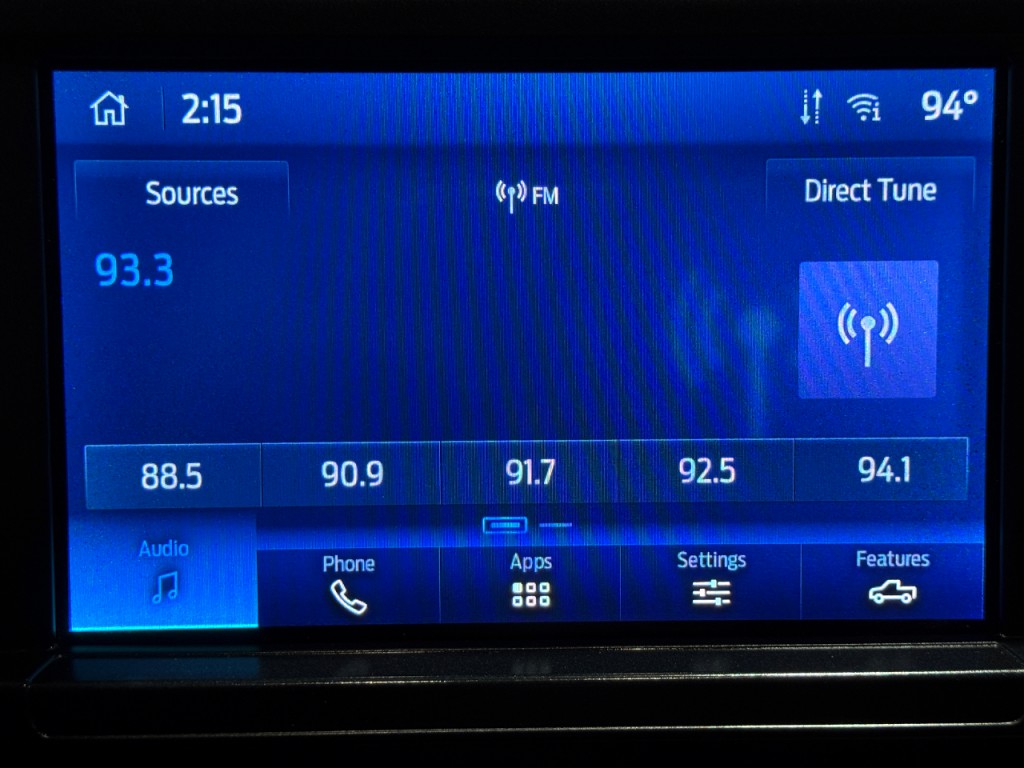 2:15 94°
Sources FM Direct Tune
93.3
88.5 90.9 91.7 92.5 94.1
Audio Phone Apps Settings Features